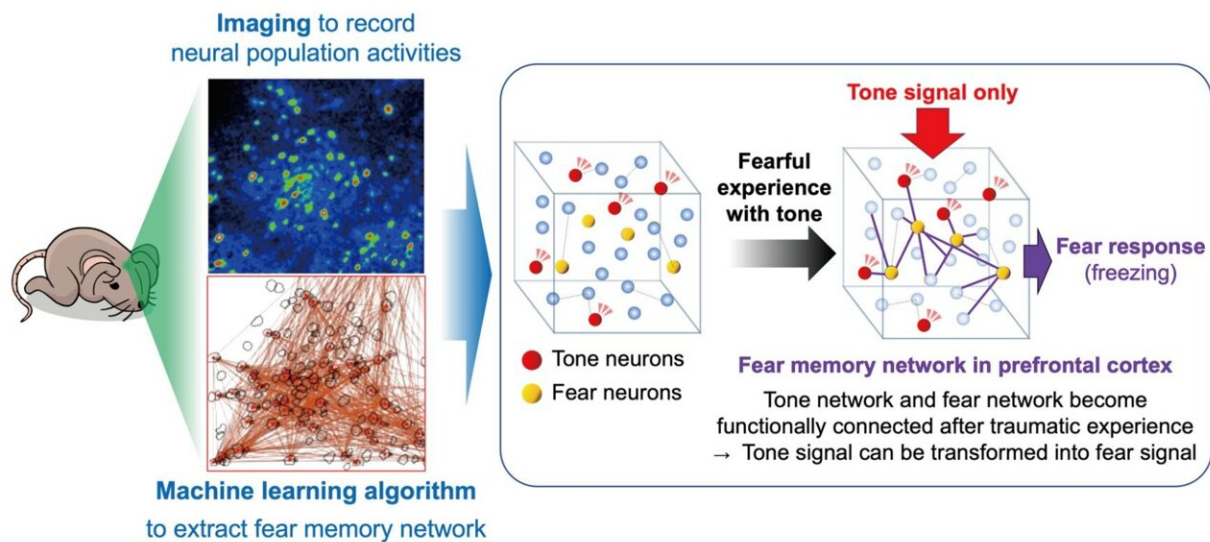 Imaging to record
neural population activities
Machine learning algorithm
to extract fear memory network
Tone neurons
Fear neurons
Fearful
experience
with tone
Tone signal only
Fear response
(freezing)
Fear memory network in prefrontal cortex
Tone network and fear network become
functionally connected after traumatic experience
→ Tone signal can be transformed into fear signal